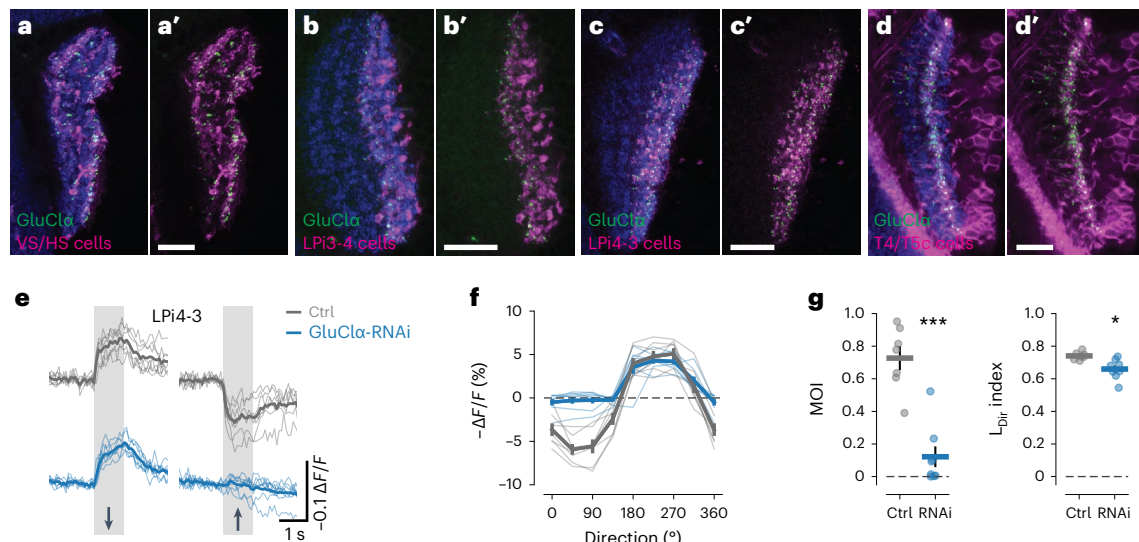 a
a′
b
b′
c
c′
d
d′
GluClα
VS/HS cells
GluClα
LPi3-4 cells
GluClα
LPi4-3 cells
GluClα
T4/T5c cells
e
LPi4-3
Ctrl
GluClα-RNAi
−0.1 ΔF/F
1 s
f
−ΔF/F (%)
10
5
0
−5
−10
0 90 180 270 360
Direction (°)
g
MOI
1.0
0.8
0.6
0.4
0.2
0
***
Ctrl RNAi
L_Dir index
1.0
0.8
0.6
0.4
0.2
0
*
Ctrl RNAi